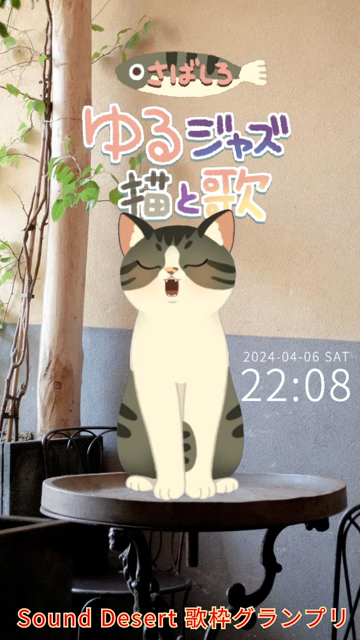 さばしろ
ゆるジャズ
猫と歌
2024-04-06 SAT
22:08
Sound Desert 歌枠グランプリ